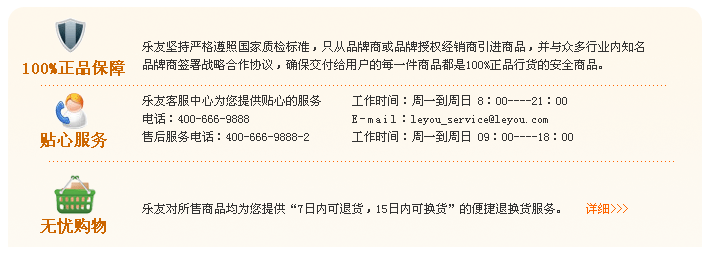 100%正品保障
乐友坚持严格遵照国家质检标准，只从品牌商或品牌授权经销商引进商品，并与众多行业内知名
品牌商签署战略合作协议，确保交付给用户的每一件商品都是100%正品行货的安全商品。
贴心服务
乐友客服中心为您提供贴心的服务 工作时间：周一到周日 8：00----21：00
电话：400-666-9888 E-mail：leyou_service@leyou.com
售后服务电话：400-666-9888-2 工作时间：周一到周日 09：00----18：00
无忧购物
乐友对所售商品均为您提供“7日内可退货，15日内可换货”的便捷退换货服务。 详细>>>